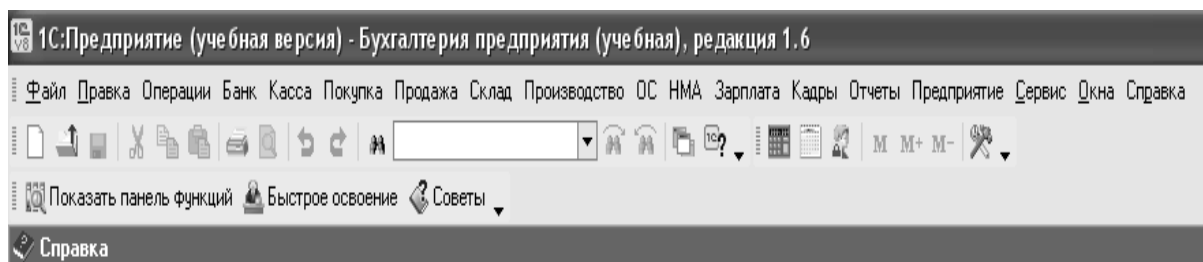 1С:Предприятие (учебная версия) - Бухгалтерия предприятия (учебная), редакция 1.6
Файл Правка Операции Банк Касса Покупка Продажа Склад Производство ОС НМА Зарплата Кадры Отчеты Предприятие Сервис Окна Справка
M M+ M-
Показать панель функций Быстрое освоение Советы
Справка